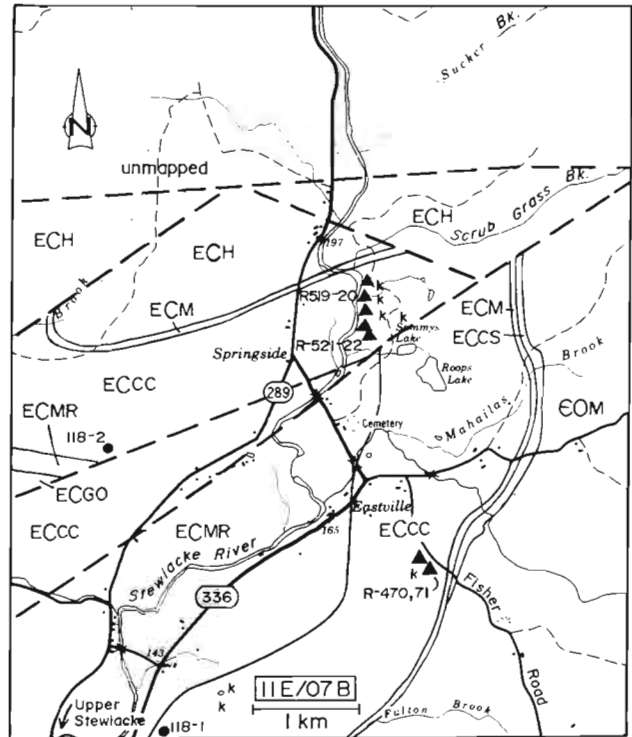 Sucker Bk.
N
unmapped
ECH
Scrub Grass Bk.
ECH
ECH
197
Brook
k
ECM
R519-20
k
ECM
k
k
R-521-22
Sammys
Lake
ECCS
Springside
Brook
Roops
Lake
ECCC
289
Mahailas
ЄOM
ECMR
118-2
Cemetery
ECGO
Eastville
ECCC
ECMR
165
ECCC
Stewiacke River
k
R-470,71
Fisher
336
Road
143
k
k
11E/07B
Upper
Stewiacke
118-1
1 km
Fulton Brook